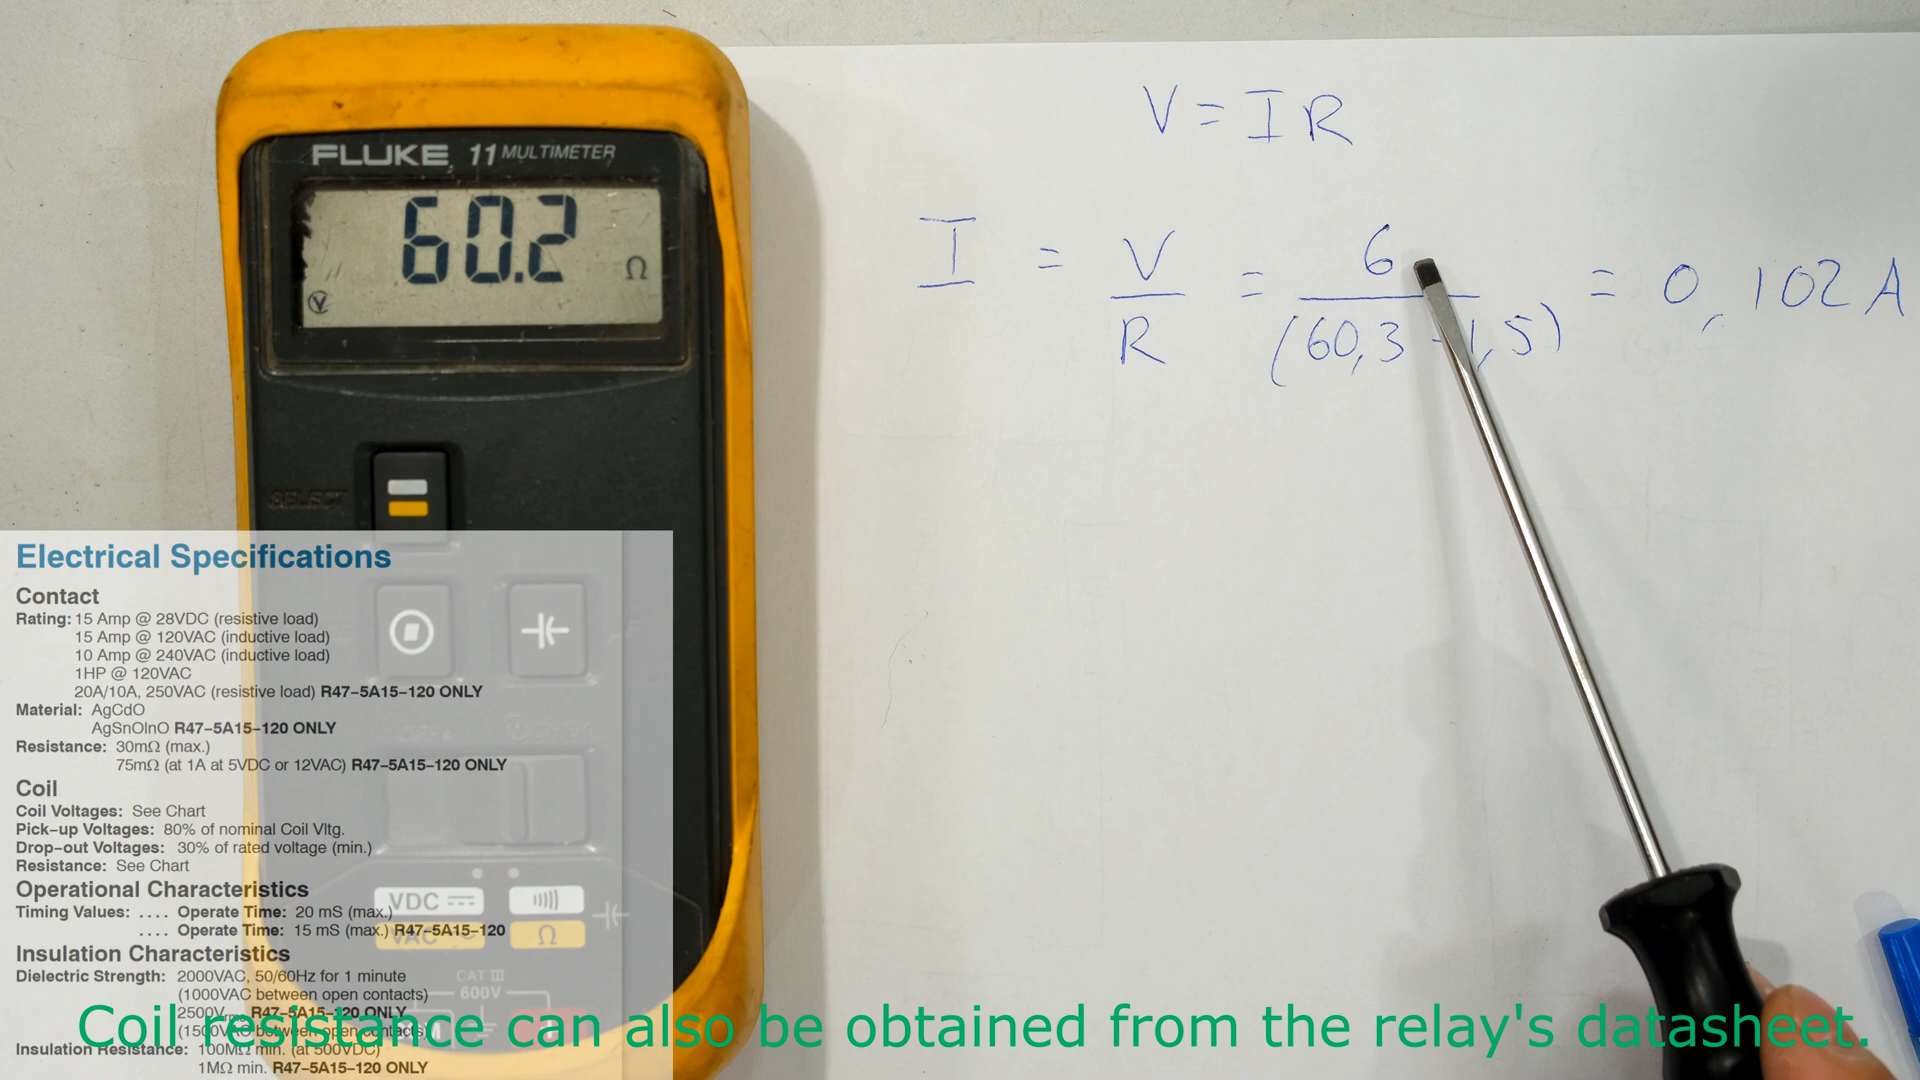 FLUKE 11 MULTIMETER
60.2 Ω
V = I R
I = V / R = 6 / (60,3 - 1,5) = 0,102 A
SELECT
Electrical Specifications
Contact
Rating: 15 Amp @ 28VDC (resistive load)
15 Amp @ 120VAC (inductive load)
10 Amp @ 240VAC (inductive load)
1HP @ 120VAC
20A/10A, 250VAC (resistive load) R47-5A15-120 ONLY
Material: AgCdO
AgSnOInO R47-5A15-120 ONLY
Resistance: 30mΩ (max.)
75mΩ (at 1A at 5VDC or 12VAC) R47-5A15-120 ONLY
Coil
Coil Voltages: See Chart
Pick-up Voltages: 80% of nominal Coil Vltg.
Drop-out Voltages: 30% of rated voltage (min.)
Resistance: See Chart
Operational Characteristics
Timing Values: .... Operate Time: 20 mS (max.)
.... Operate Time: 15 mS (max.) R47-5A15-120
Insulation Characteristics
Dielectric Strength: 2000VAC, 50/60Hz for 1 minute
(1000VAC between open contacts)
2500Vrms R47-5A15-120 ONLY
between open contacts)
Insulation Resistance: 100MΩ min. (at 500VDC)
1MΩ min. R47-5A15-120 ONLY
VDC
VAC Ω
CAT III
600V
Coil resistance can also be obtained from the relay's datasheet.